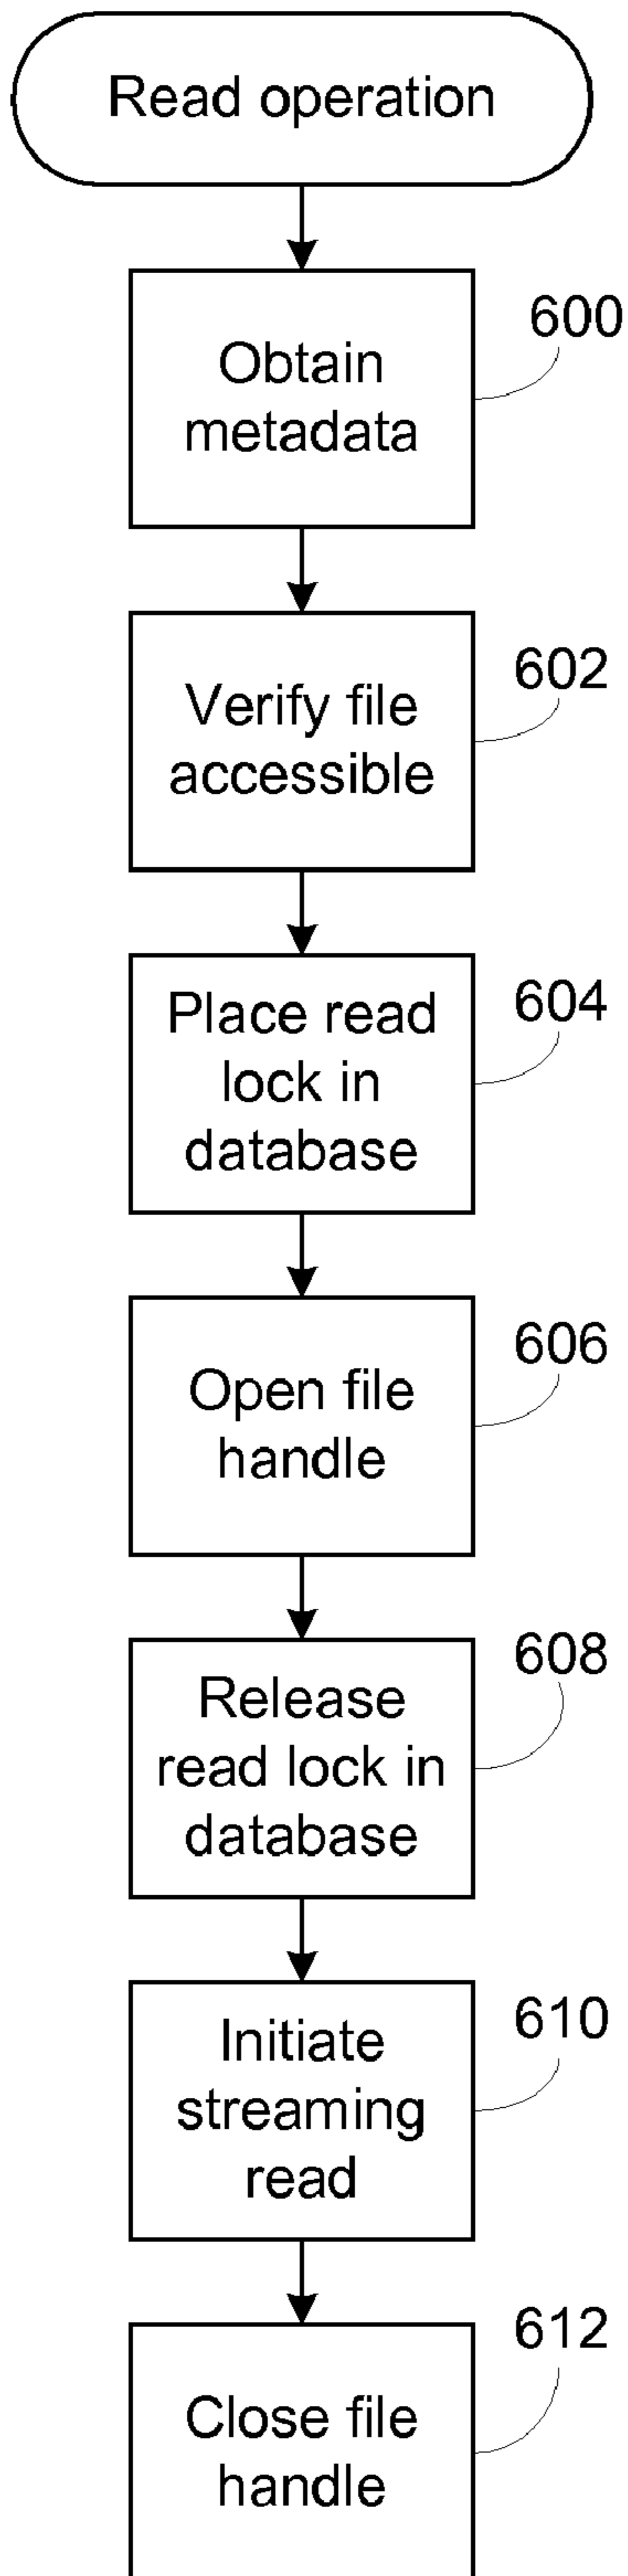 Read operation
600
Obtain
metadata
602
Verify file
accessible
604
Place read
lock in
database
606
Open file
handle
608
Release
read lock in
database
610
Initiate
streaming
read
612
Close file
handle